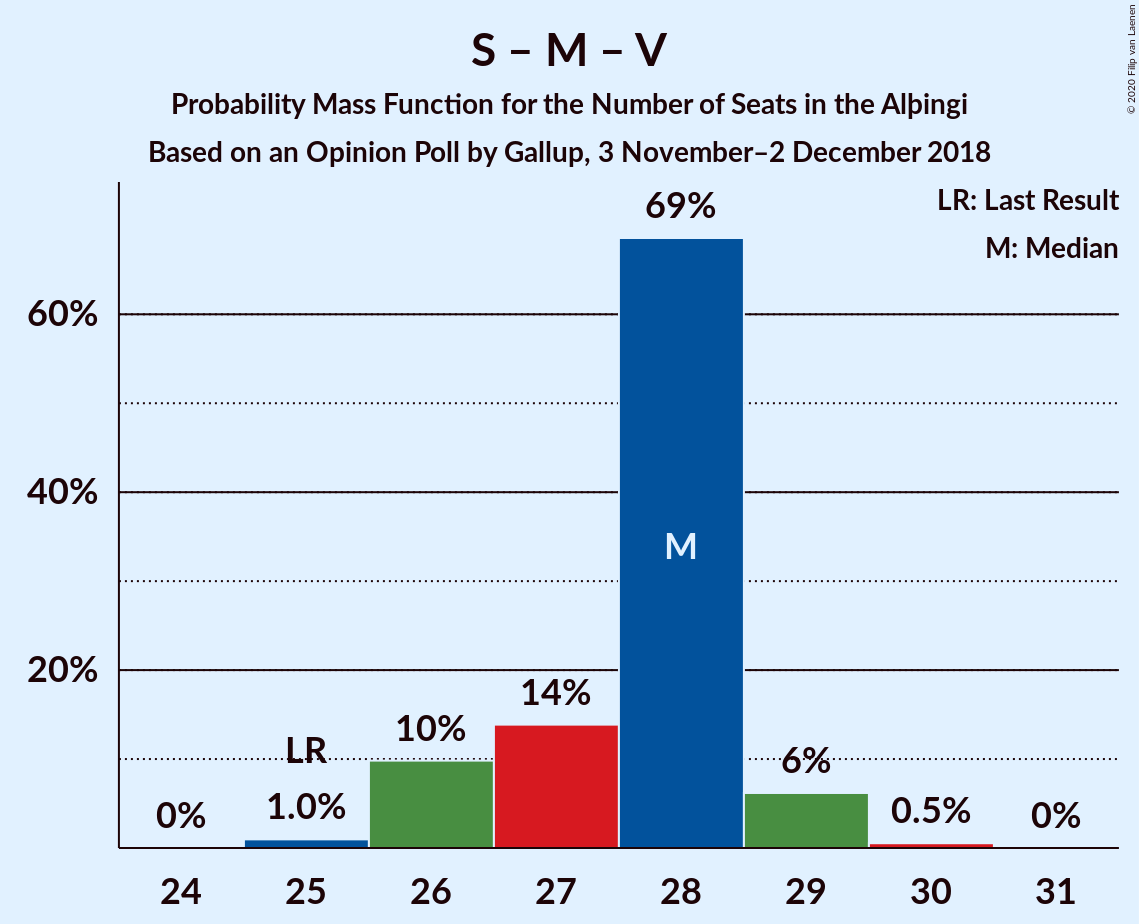 S – M – V
Probability Mass Function for the Number of Seats in the Alþingi
Based on an Opinion Poll by Gallup, 3 November–2 December 2018
© 2020 Filip van Laenen
LR: Last Result
M: Median
69%
60%
40%
M
20%
14%
10%
LR
6%
1.0%
0.5%
0%
0%
24 25 26 27 28 29 30 31